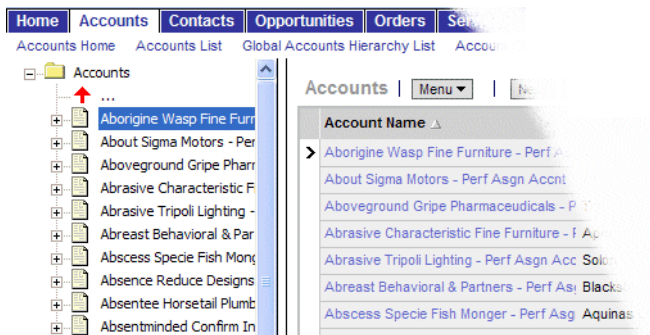 Home Accounts Contacts Opportunities Orders
Accounts Home Accounts List Global Accounts Hierarchy List
Accounts
...
Aborigine Wasp Fine Furr
About Sigma Motors - Per
Aboveground Gripe Pharr
Abrasive Characteristic F
Abrasive Tripoli Lighting -
Abreast Behavioral & Par
Abscess Specie Fish Mong
Absence Reduce Designs
Absentee Horsetail Plumb
Absentminded Confirm In
Accounts | Menu |
Account Name
Aborigine Wasp Fine Furniture - Perf A
About Sigma Motors - Perf Asgn Accnt
Aboveground Gripe Pharmaceuticals - P
Abrasive Characteristic Fine Furniture - F
Abrasive Tripoli Lighting - Perf Asgn Acc Solo
Abreast Behavioral & Partners - Perf As Blacks
Abscess Specie Fish Monger - Perf Asg Aquinas